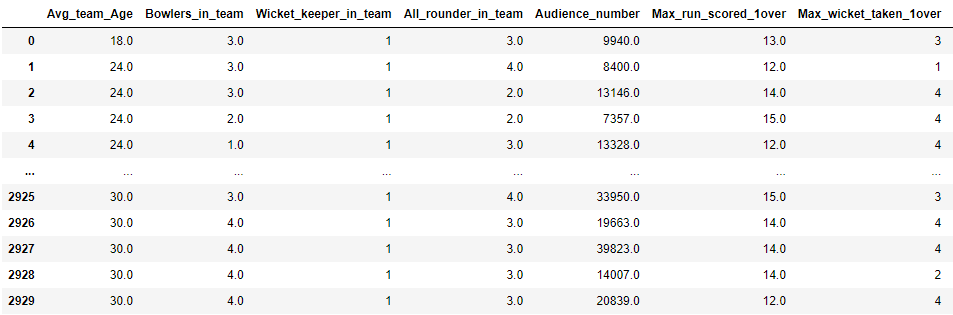 Avg_team_Age Bowlers_in_team Wicket_keeper_in_team All_rounder_in_team Audience_number Max_run_scored_1over Max_wicket_taken_1over
0 18.0 3.0 1 3.0 9940.0 13.0 3
1 24.0 3.0 1 4.0 8400.0 12.0 1
2 24.0 3.0 1 2.0 13146.0 14.0 4
3 24.0 2.0 1 2.0 7357.0 15.0 4
4 24.0 1.0 1 3.0 13328.0 12.0 4
... ... ... ... ... ... ... ...
2925 30.0 3.0 1 4.0 33950.0 15.0 3
2926 30.0 4.0 1 3.0 19663.0 14.0 4
2927 30.0 4.0 1 3.0 39823.0 14.0 4
2928 30.0 4.0 1 3.0 14007.0 14.0 2
2929 30.0 4.0 1 3.0 20839.0 12.0 4